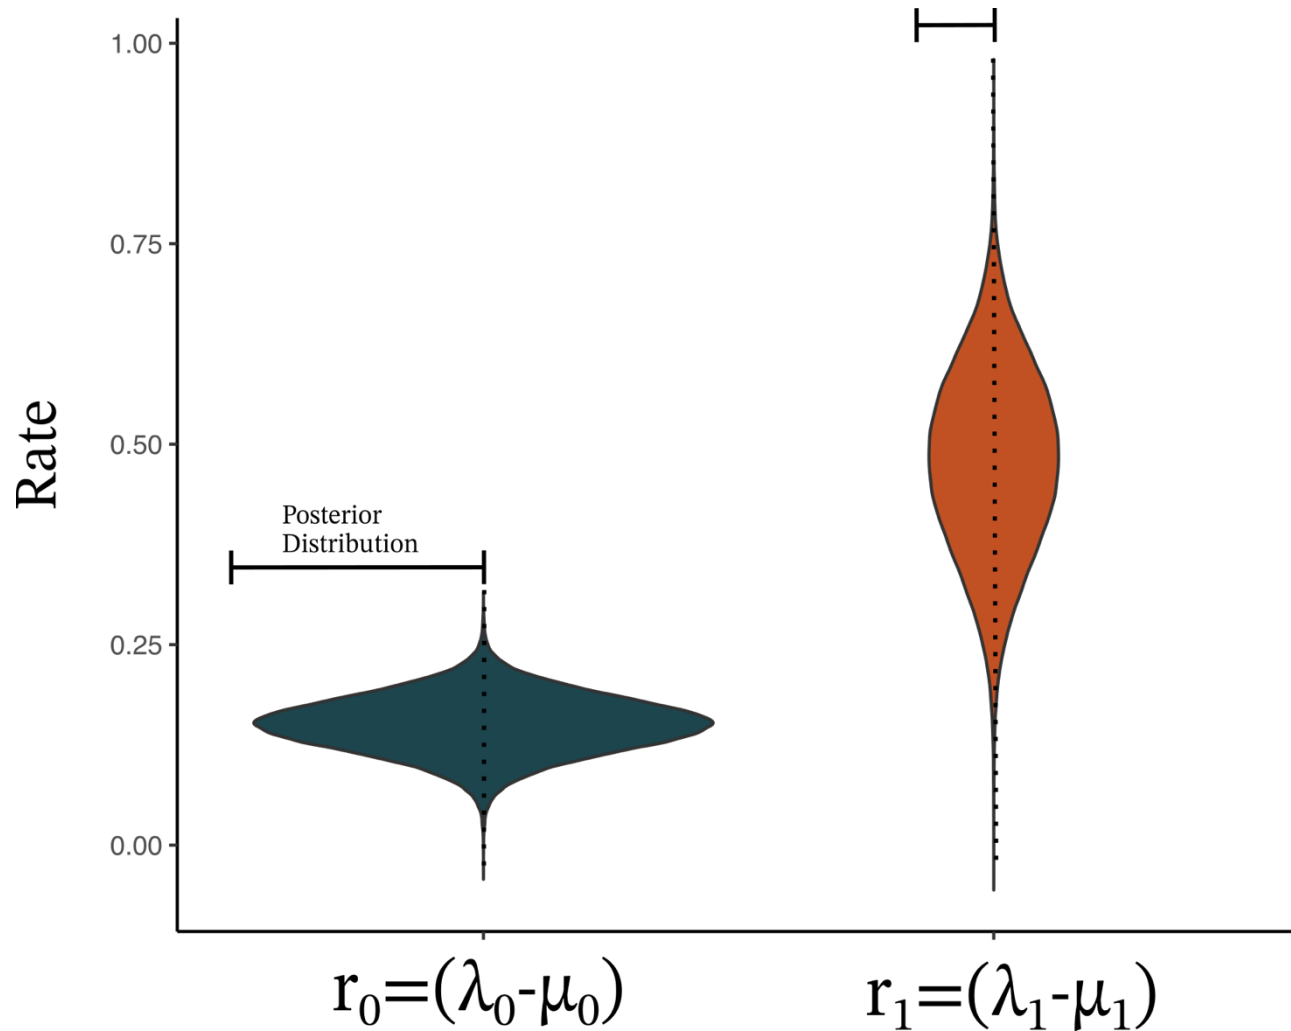 1.00
0.75
0.50
0.25
0.00
Rate
Posterior
Distribution
r₀=(λ₀-μ₀)
r₁=(λ₁-μ₁)